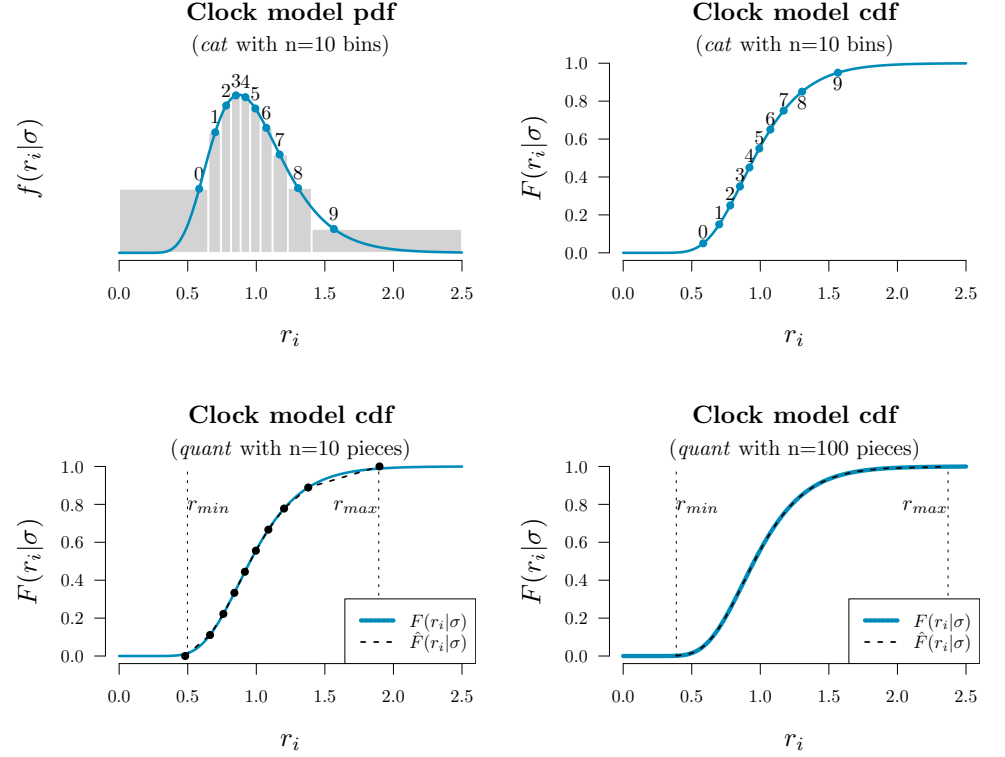 Clock model pdf
(cat with n=10 bins)
f(r_i|σ)
0
1
2
3
4
5
6
7
8
9
0.0 0.5 1.0 1.5 2.0 2.5
r_i
Clock model cdf
(cat with n=10 bins)
F(r_i|σ)
1.0
0.8
0.6
0.4
0.2
0.0
0
1
2
3
4
5
6
7
8
9
0.0 0.5 1.0 1.5 2.0 2.5
r_i
Clock model cdf
(quant with n=10 pieces)
F(r_i|σ)
1.0
0.8
0.6
0.4
0.2
0.0
r_min
r_max
F(r_i|σ)
F̂(r_i|σ)
0.0 0.5 1.0 1.5 2.0 2.5
r_i
Clock model cdf
(quant with n=100 pieces)
F(r_i|σ)
1.0
0.8
0.6
0.4
0.2
0.0
r_min
r_max
F(r_i|σ)
F̂(r_i|σ)
0.0 0.5 1.0 1.5 2.0 2.5
r_i